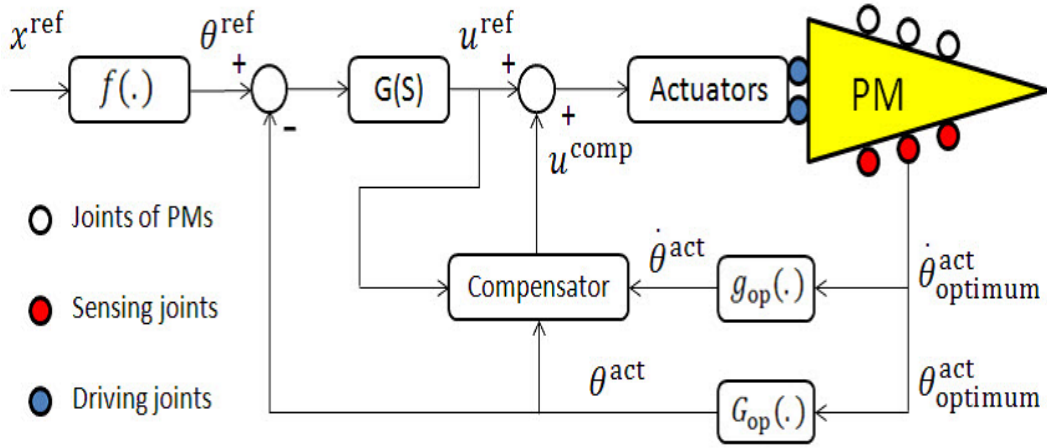 x^ref
θ^ref
u^ref
+
-
f(.)
G(S)
+
+
Actuators
PM
u^comp
Joints of PMs
θ̇^act
Compensator
g_op(.)
θ̇^act_optimum
Sensing joints
θ^act
G_op(.)
θ^act_optimum
Driving joints